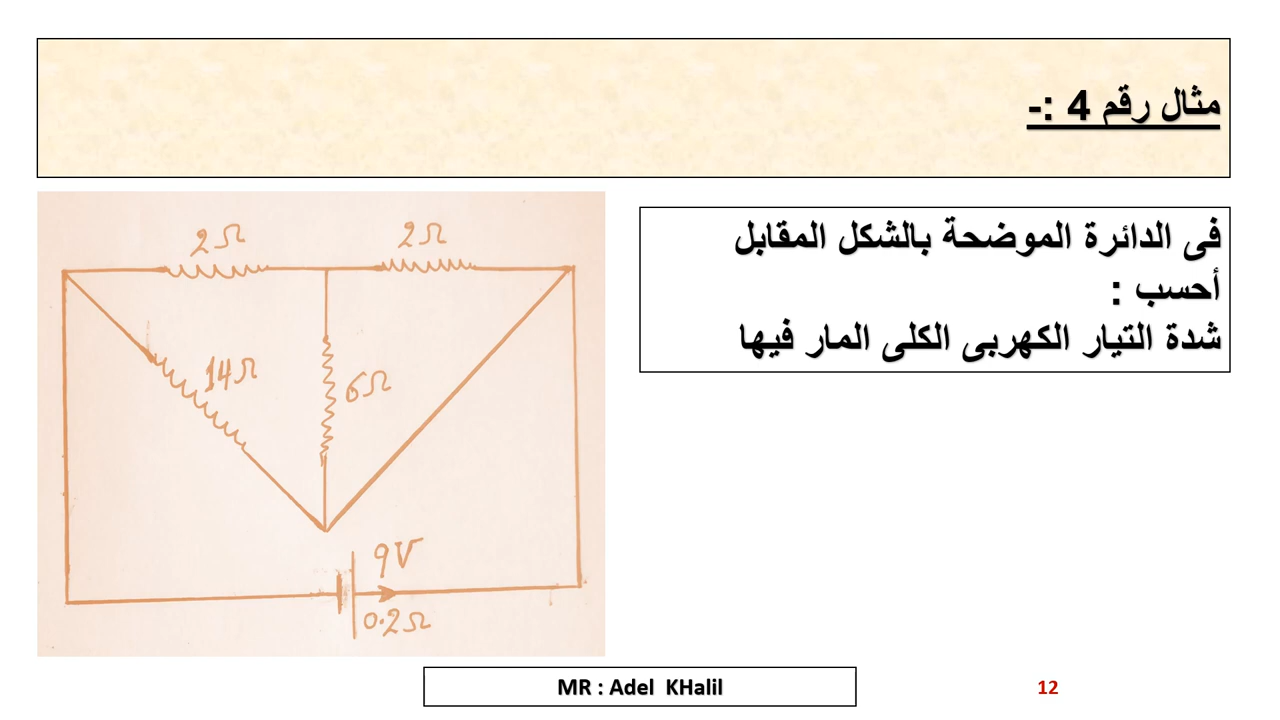 مثال رقم 4 :-
فى الدائرة الموضحة بالشكل المقابل
أحسب :
شدة التيار الكهربى الكلى المار فيها
2Ω
2Ω
14Ω
6Ω
9V
0.2Ω
MR : Adel KHalil
12